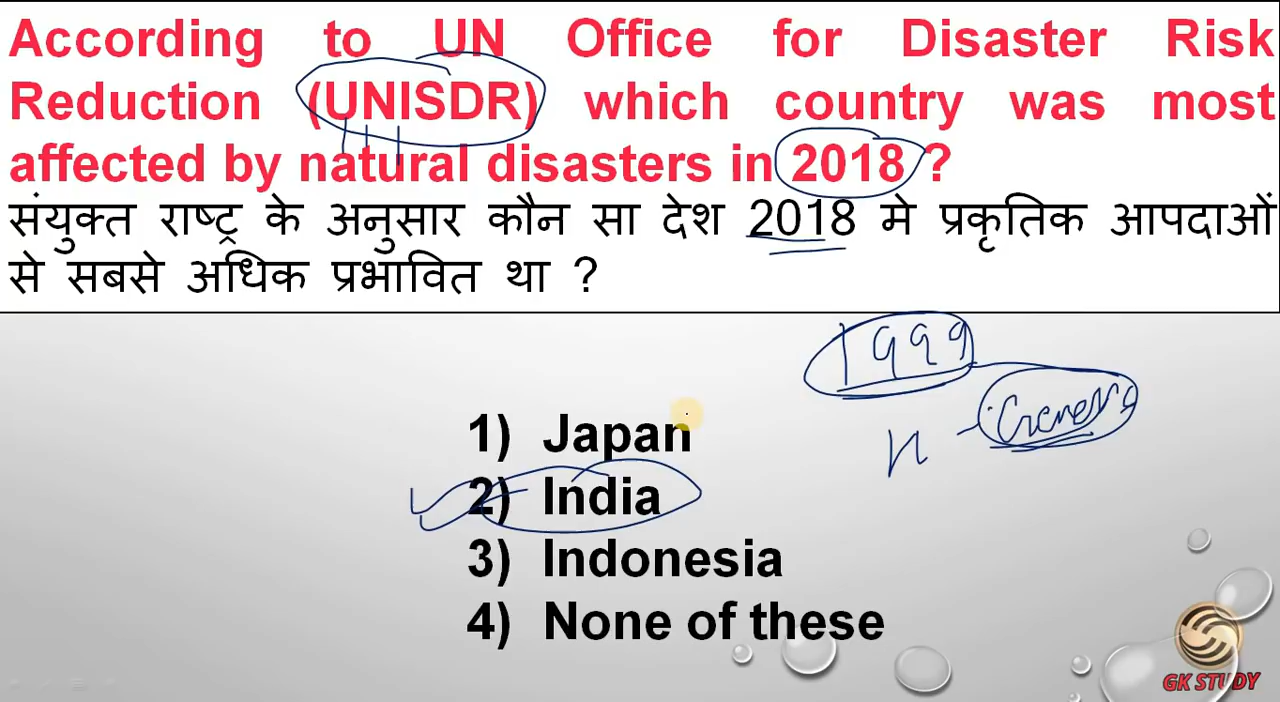 According to UN Office for Disaster Risk
Reduction (UNISDR) which country was most
affected by natural disasters in 2018 ?
संयुक्त राष्ट्र के अनुसार कौन सा देश 2018 मे प्रकृतिक आपदाओं
से सबसे अधिक प्रभावित था ?
1999
1) Japan
H
2) India
3) Indonesia
4) None of these
GK STUDY